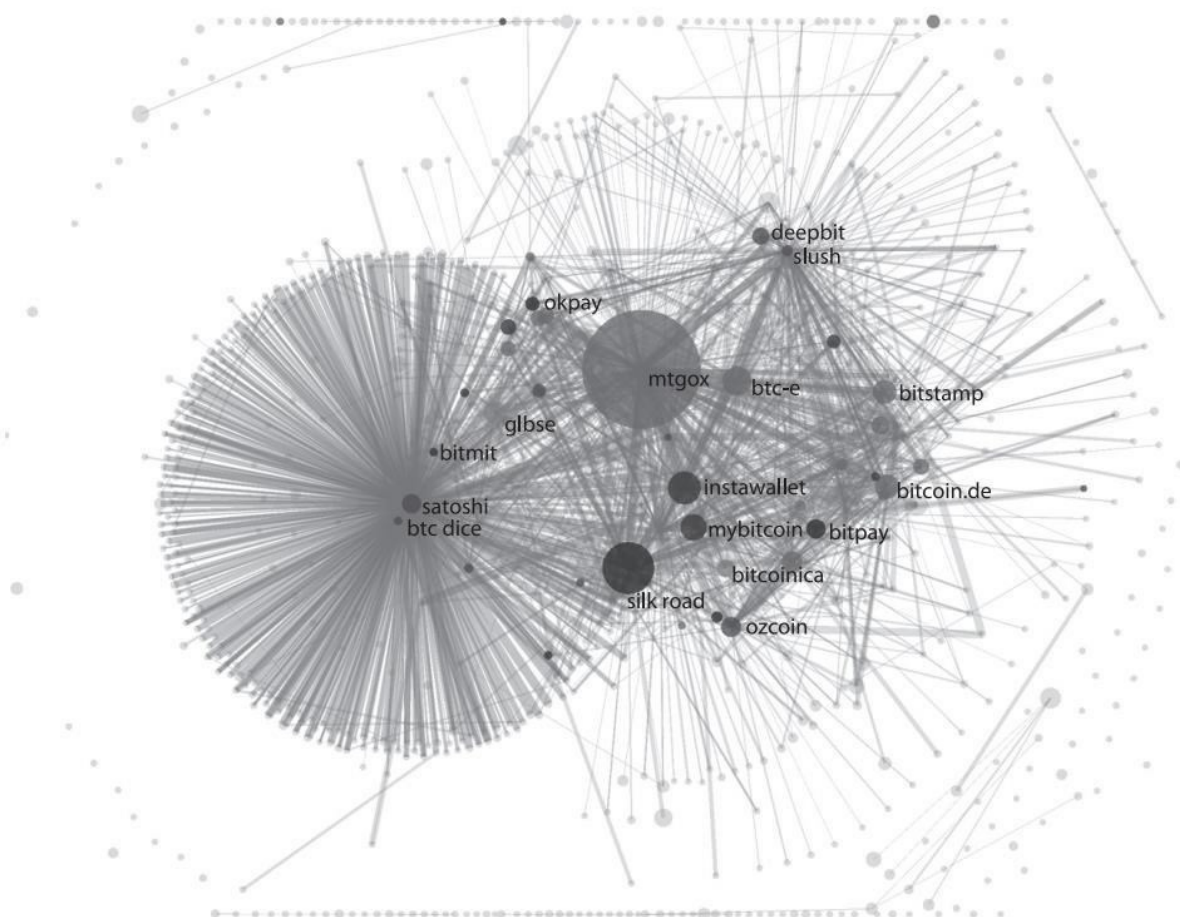 deepbit
slush
okpay
mtgox
btc-e
bitstamp
glbse
bitmit
instawallet
bitcoin.de
satoshi
btc dice
mybitcoin
bitpay
bitcoinica
silk road
ozcoin